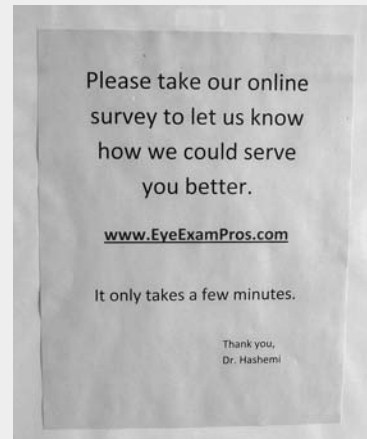 Please take our online
survey to let us know
how we could serve
you better.
www.EyeExamPros.com
It only takes a few minutes.
Thank you,
Dr. Hashemi